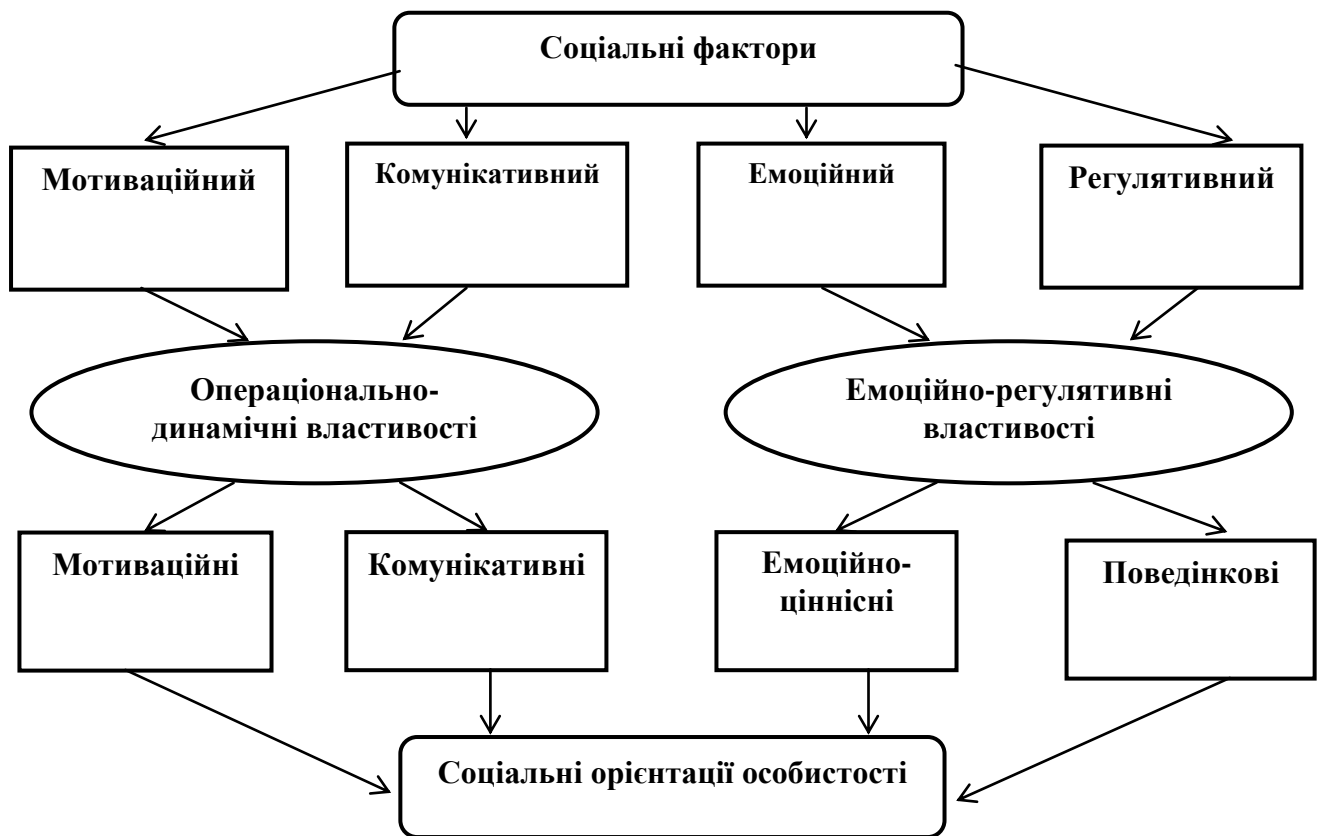 Соціальні фактори
Мотиваційний
Комунікативний
Емоційний
Регулятивний
Операціонально-
динамічні властивості
Емоційно-регулятивні
властивості
Мотиваційні
Комунікативні
Емоційно-
ціннісні
Поведінкові
Соціальні орієнтації особистості